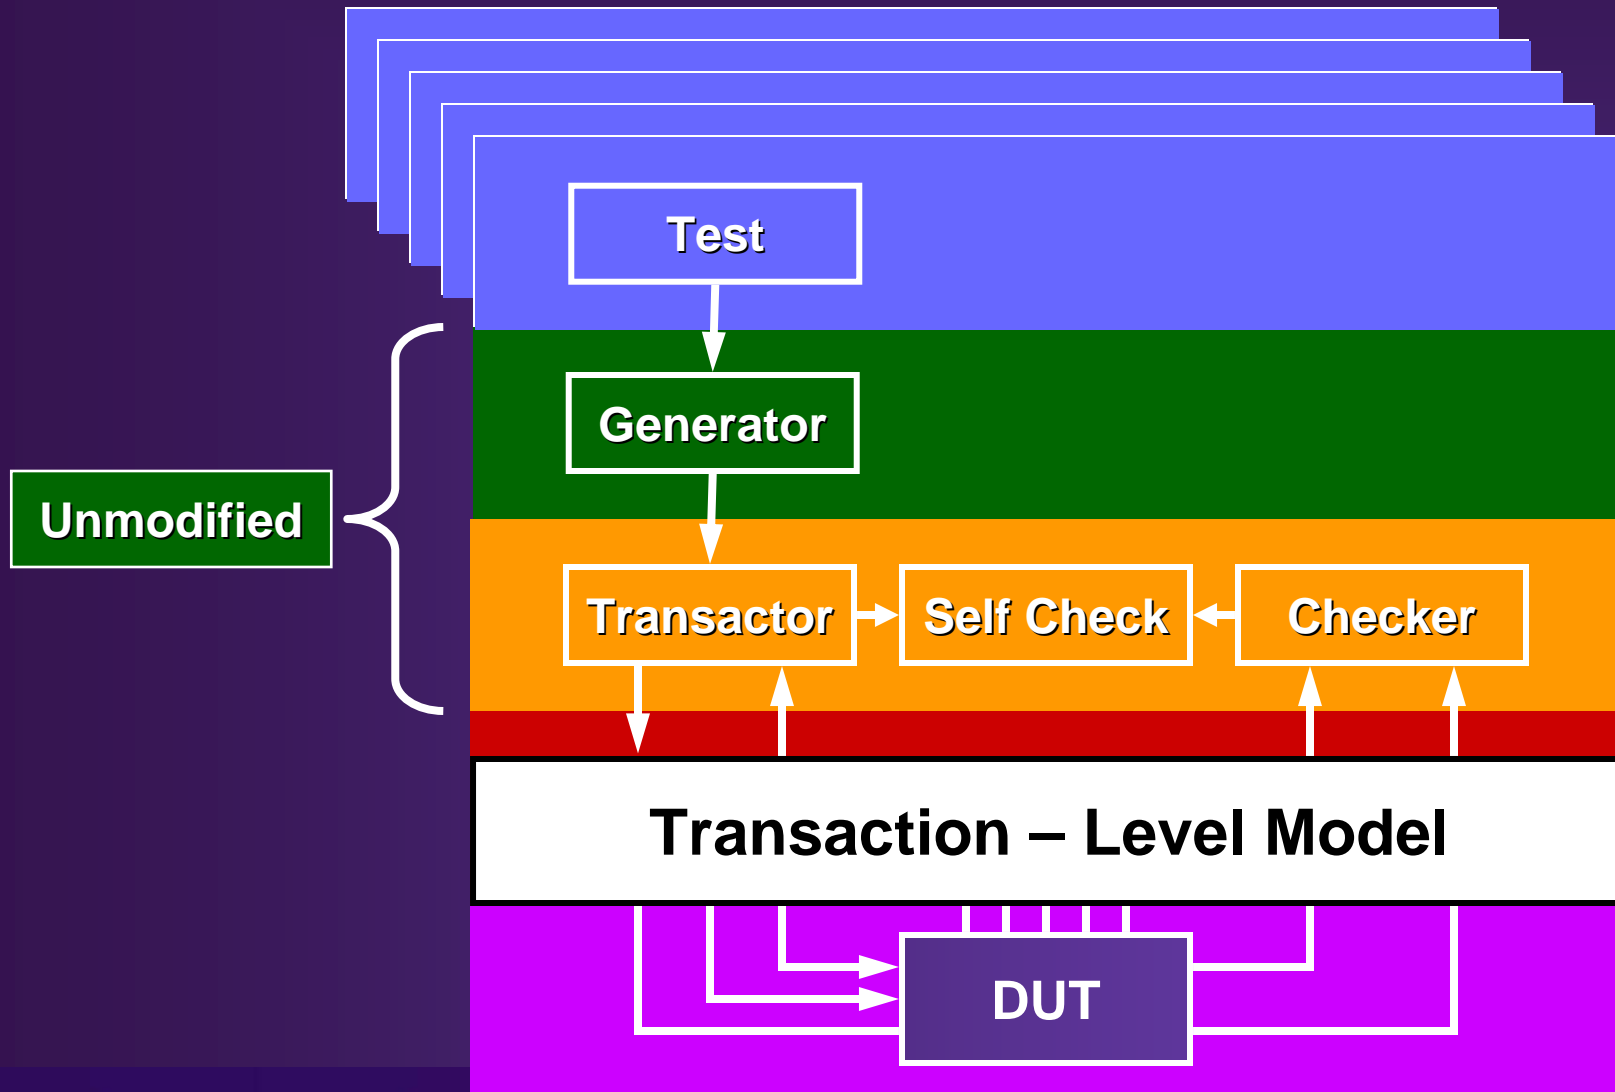 Test
Generator
Unmodified
Transactor
Self Check
Checker
Transaction – Level Model
DUT